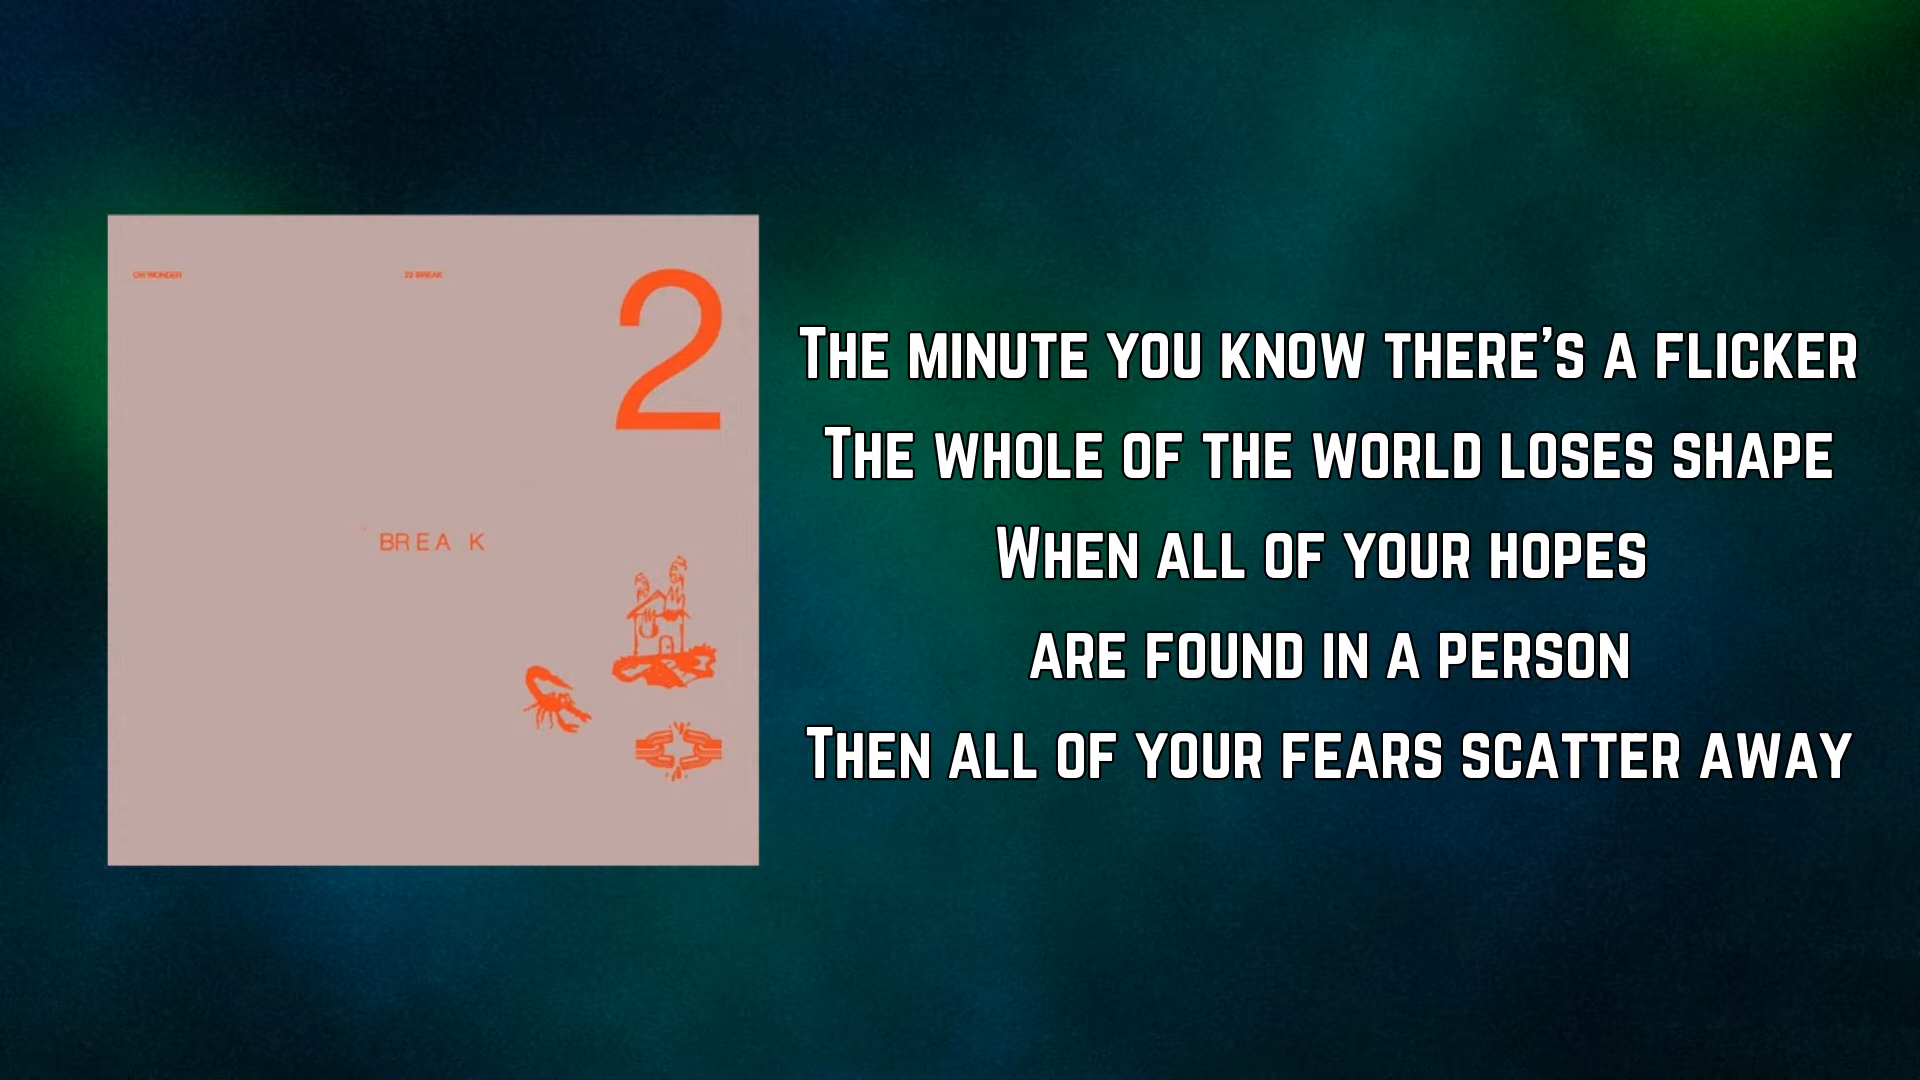 OH WONDER
22 BREAK
2
BREA K
The minute you know there's a flicker
The whole of the world loses shape
When all of your hopes
are found in a person
Then all of your fears scatter away